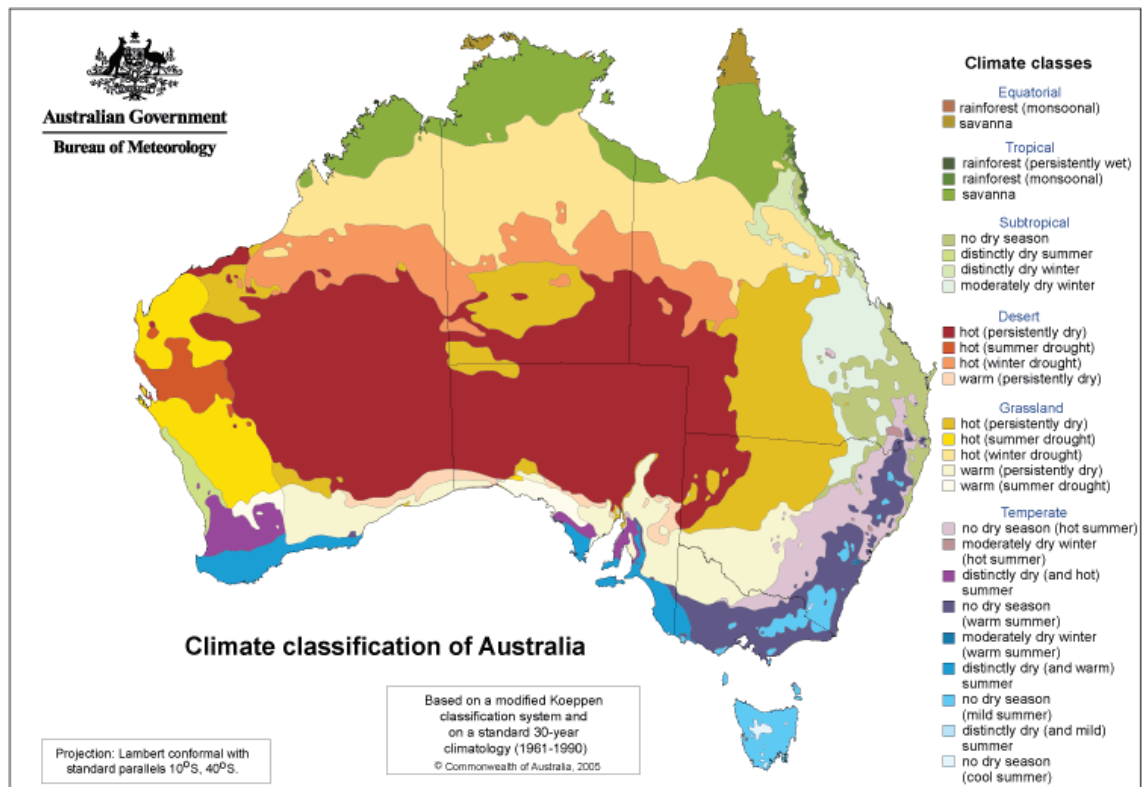 Australian Government
Bureau of Meteorology
Climate classes
Equatorial
rainforest (monsoonal)
savanna
Tropical
rainforest (persistently wet)
rainforest (monsoonal)
savanna
Subtropical
no dry season
distinctly dry summer
distinctly dry winter
moderately dry winter
Desert
hot (persistently dry)
hot (summer drought)
hot (winter drought)
warm (persistently dry)
Grassland
hot (persistently dry)
hot (summer drought)
hot (winter drought)
warm (persistently dry)
warm (summer drought)
Temperate
no dry season (hot summer)
moderately dry winter
(hot summer)
distinctly dry (and hot)
summer
no dry season
(warm summer)
moderately dry winter
(warm summer)
distinctly dry (and warm)
summer
no dry season
(mild summer)
distinctly dry (and mild)
summer
no dry season
(cool summer)
Climate classification of Australia
Based on a modified Koeppen
classification system and
on a standard 30-year
climatology (1961-1990)
© Commonwealth of Australia, 2005
Projection: Lambert conformal with
standard parallels 10°S, 40°S.